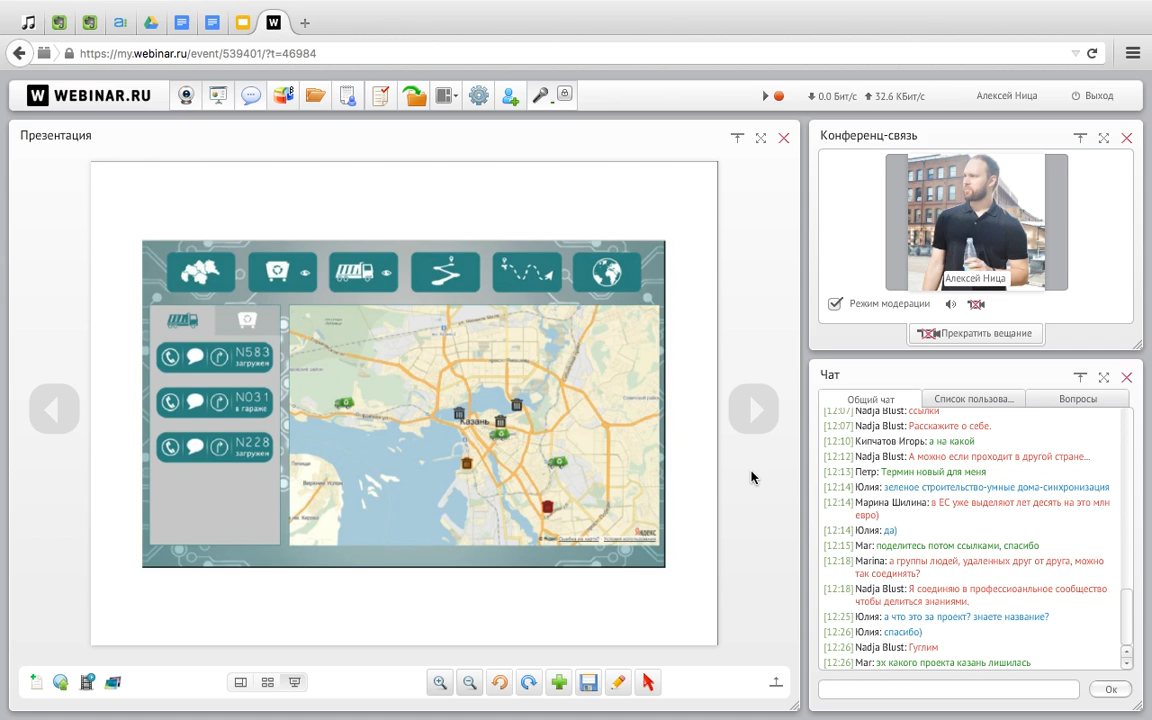 https://my.webinar.ru/event/539401/?t=46984
W WEBINAR.RU
0.0 Бит/с
32.6 КБит/с
Алексей Ница
Выход
Презентация
N583
загружен
N031
в гараже
N228
загружен
Казань
Верхний Услон
Яндекс
Конференц-связь
Алексей Ница
Режим модерации
Прекратить вещание
Чат
Общий чат
Список пользова...
Вопросы
[12:07] Nadja Blust: ссылки
[12:07] Nadja Blust: Расскажите о себе.
[12:10] Кипчатов Игорь: а на какой
[12:12] Nadja Blust: А можно если проходит в другой стране...
[12:13] Петр: Термин новый для меня
[12:14] Юлия: зеленое строительство-умные дома-синхронизация
[12:14] Марина Шилина: в ЕС уже выделяют лет десять на это млн
евро)
[12:14] Юлия: да)
[12:15] Mar: поделитесь потом ссылками, спасибо
[12:18] Marina: а группы людей, удаленных друг от друга, можно
так соединять?
[12:18] Nadja Blust: Я соединяю в профессиоанльное сообщество
чтобы делиться знаниями.
[12:25] Юлия: а что это за проект? знаете название?
[12:26] Юлия: спасибо)
[12:26] Nadja Blust: Гуглим
[12:26] Mar: эх какого проекта казань лишилась
Ок